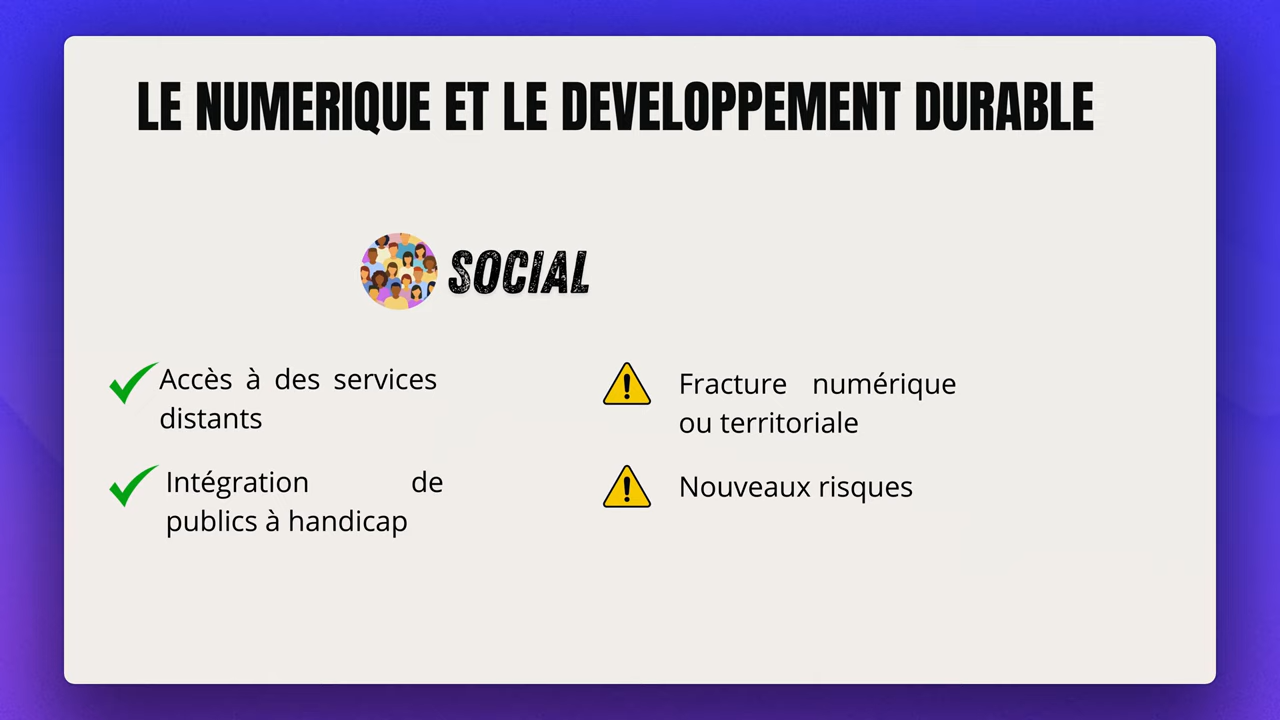 LE NUMERIQUE ET LE DEVELOPPEMENT DURABLE
SOCIAL
Accès à des services
distants
Intégration de
publics à handicap
Fracture numérique
ou territoriale
Nouveaux risques